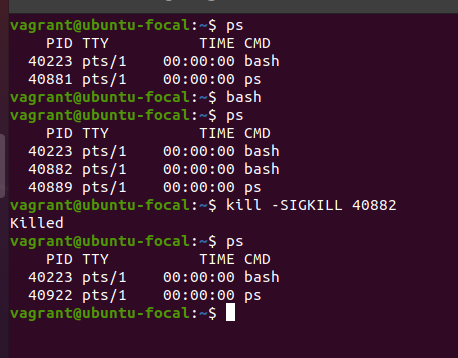 vagrant@ubuntu-focal:~$ ps
    PID TTY          TIME CMD
  40223 pts/1    00:00:00 bash
  40881 pts/1    00:00:00 ps
vagrant@ubuntu-focal:~$ bash
vagrant@ubuntu-focal:~$ ps
    PID TTY          TIME CMD
  40223 pts/1    00:00:00 bash
  40882 pts/1    00:00:00 bash
  40889 pts/1    00:00:00 ps
vagrant@ubuntu-focal:~$ kill -SIGKILL 40882
Killed
vagrant@ubuntu-focal:~$ ps
    PID TTY          TIME CMD
  40223 pts/1    00:00:00 bash
  40922 pts/1    00:00:00 ps
vagrant@ubuntu-focal:~$